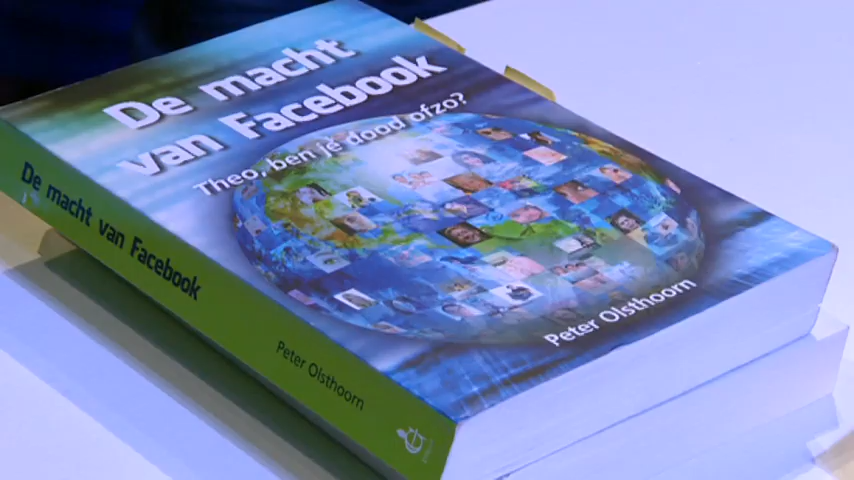 De macht
van Facebook
Theo, ben je dood ofzo?
Peter Olsthoorn
De macht van Facebook
Peter Olsthoorn